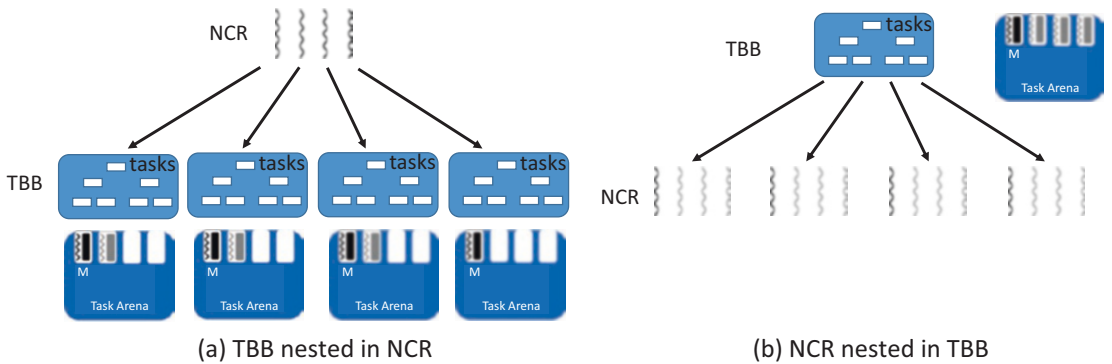 NCR
TBB
tasks tasks tasks tasks
M M M M
Task Arena Task Arena Task Arena Task Arena
(a) TBB nested in NCR
TBB
tasks
M
Task Arena
NCR
(b) NCR nested in TBB